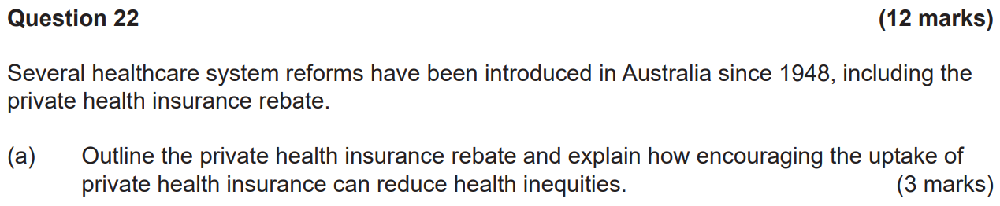 Question 22 (12 marks)
Several healthcare system reforms have been introduced in Australia since 1948, including the
private health insurance rebate.
(a) Outline the private health insurance rebate and explain how encouraging the uptake of
private health insurance can reduce health inequities. (3 marks)